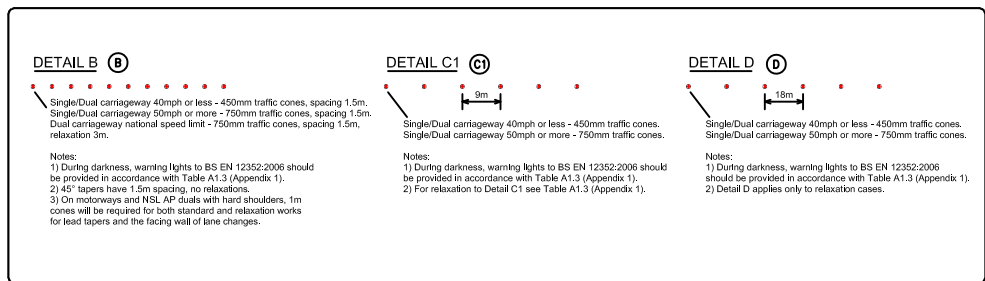 DETAIL B B
Single/Dual carriageway 40mph or less - 450mm traffic cones, spacing 1.5m.
Single/Dual carriageway 50mph or more - 750mm traffic cones, spacing 1.5m.
Dual carriageway national speed limit - 750mm traffic cones, spacing 1.5m,
relaxation 3m.
Notes:
1) During darkness, warning lights to BS EN 12352:2006 should
be provided in accordance with Table A1.3 (Appendix 1).
2) 45° tapers have 1.5m spacing, no relaxations.
3) On motorways and NSL AP duals with hard shoulders, 1m
cones will be required for both standard and relaxation works
for lead tapers and the facing wall of lane changes.
DETAIL C1 C1
9m
Single/Dual carriageway 40mph or less - 450mm traffic cones.
Single/Dual carriageway 50mph or more - 750mm traffic cones.
Notes:
1) During darkness, warning lights to BS EN 12352:2006 should
be provided in accordance with Table A1.3 (Appendix 1).
2) For relaxation to Detail C1 see Table A1.3 (Appendix 1).
DETAIL D D
18m
Single/Dual carriageway 40mph or less - 450mm traffic cones.
Single/Dual carriageway 50mph or more - 750mm traffic cones.
Notes:
1) During darkness, warning lights to BS EN 12352:2006
should be provided in accordance with Table A1.3 (Appendix 1).
2) Detail D applies only to relaxation cases.